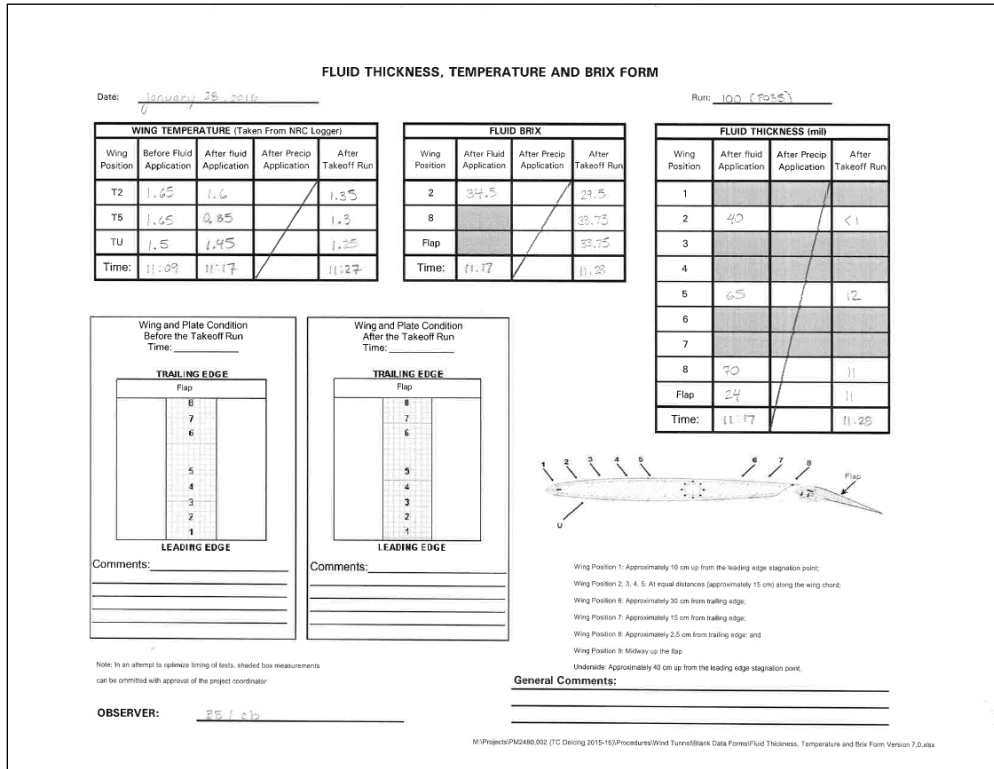 FLUID THICKNESS, TEMPERATURE AND BRIX FORM
Date: January 28, 2016
Run: 100 (P035)
WING TEMPERATURE (Taken From NRC Logger)
Wing Position Before Fluid Application After fluid Application After Precip Application After Takeoff Run
T2 1.65 1.6 1.35
T5 1.65 0.85 1.3
TU 1.5 1.45 1.25
Time: 11:09 11:17 11:27
FLUID BRIX
Wing Position After Fluid Application After Precip Application After Takeoff Run
2 34.5 29.5
8 33.75
Flap 33.75
Time: 11:17 11:28
FLUID THICKNESS (mil)
Wing Position After fluid Application After Precip Application After Takeoff Run
1
2 40 <1
3
4
5 65 12
6
7
8 70 11
Flap 24 11
Time: 11:17 11:28
Wing and Plate Condition
Before the Takeoff Run
Time:
TRAILING EDGE
Flap
8
7
6
5
4
3
2
1
LEADING EDGE
Comments:
Wing and Plate Condition
After the Takeoff Run
Time:
TRAILING EDGE
Flap
8
7
6
5
4
3
2
1
LEADING EDGE
Comments:
1 2 3 4 5 6 7 8
Flap
U
Wing Position 1: Approximately 10 cm up from the leading edge stagnation point;
Wing Position 2, 3, 4, 5: At equal distances (approximately 15 cm) along the wing chord;
Wing Position 6: Approximately 30 cm from trailing edge;
Wing Position 7: Approximately 15 cm from trailing edge;
Wing Position 8: Approximately 2.5 cm from trailing edge; and
Wing Position 9: Midway up the flap
Underside: Approximately 40 cm up from the leading edge stagnation point.
Note: In an attempt to optimize timing of tests, shaded box measurements
can be ommitted with approval of the project coordinator
General Comments:
OBSERVER:
M:\Projects\PM2480.002 (TC Deicing 2015-16)\Procedures\Wind Tunnel\Blank Data Forms\Fluid Thickness, Temperature and Brix Form Version 7.0.xlsx